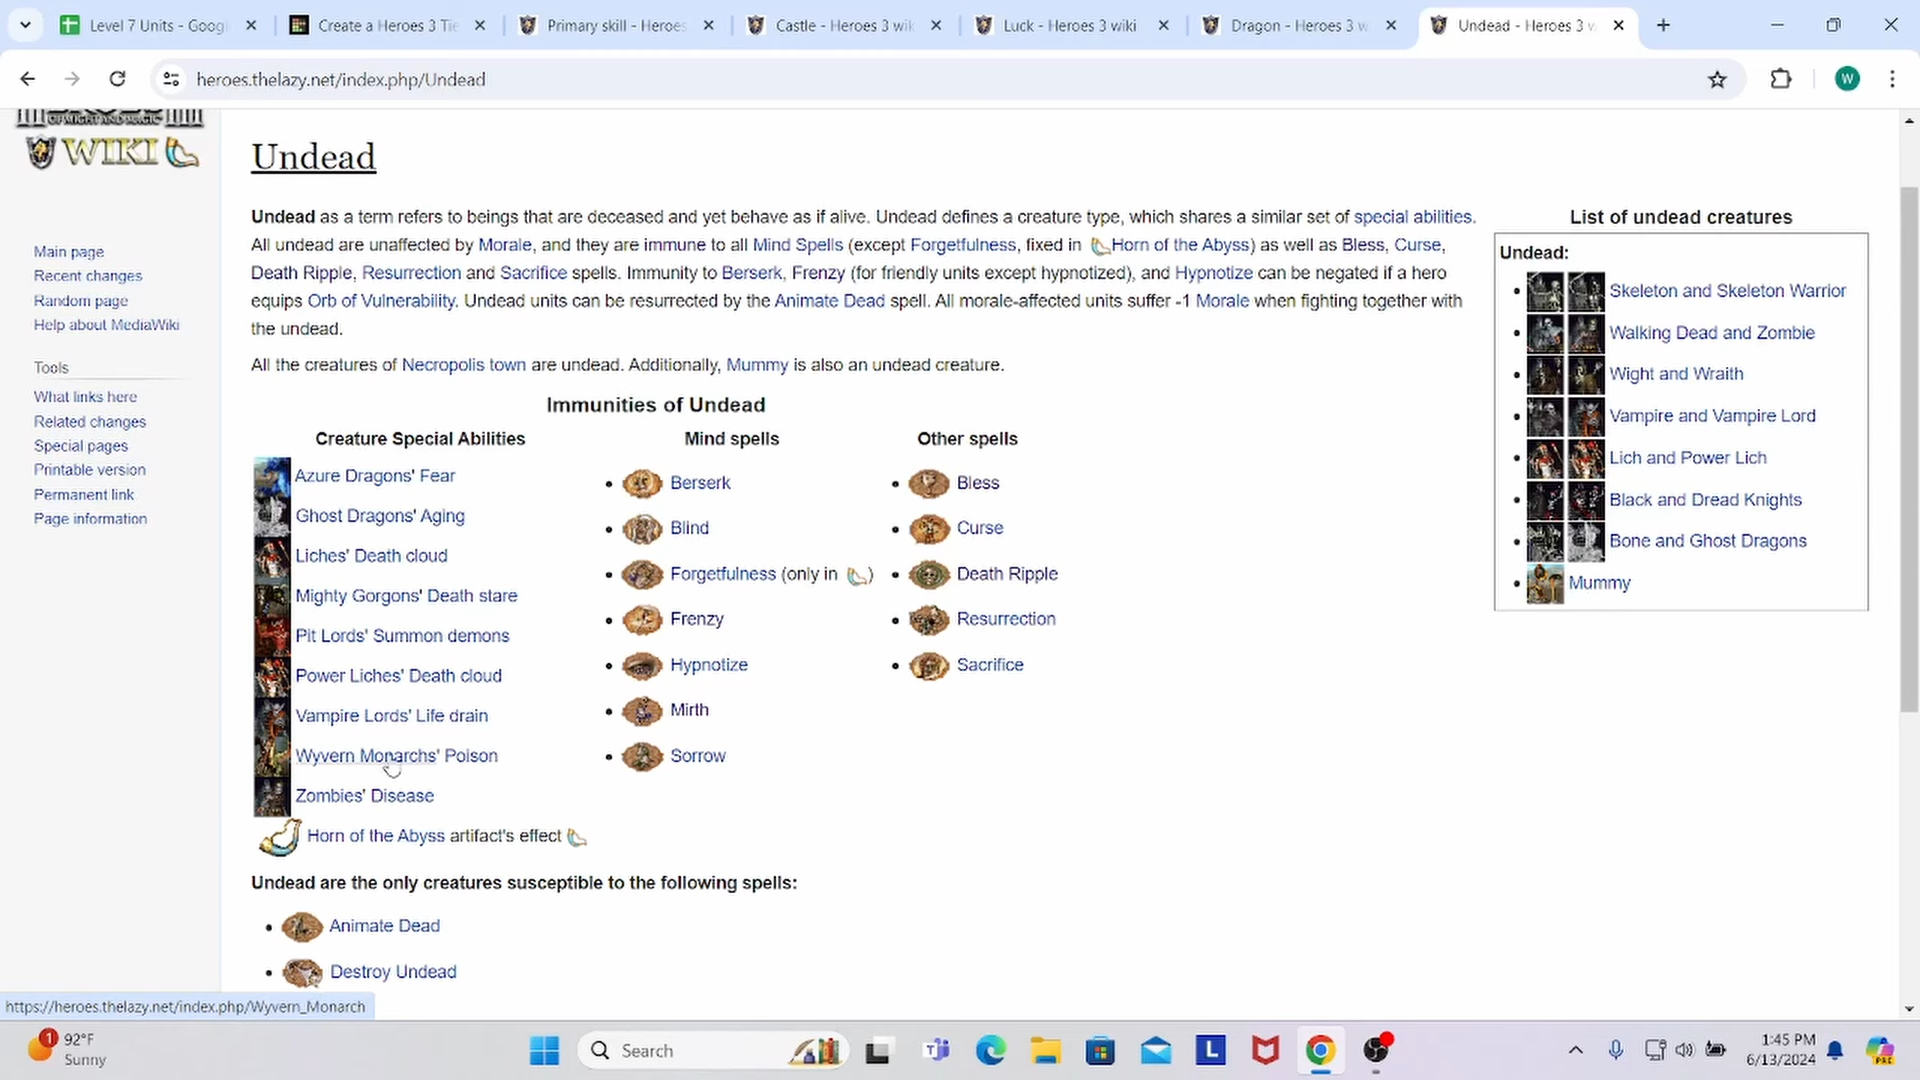 Level 7 Units - Googl
Create a Heroes 3 Tie
Primary skill - Heroes
Castle - Heroes 3 wik
Luck - Heroes 3 wiki
Dragon - Heroes 3 w
Undead - Heroes 3 w
heroes.thelazy.net/index.php/Undead
W
OF MIGHT AND MAGIC III
WIKI
Main page
Recent changes
Random page
Help about MediaWiki
Tools
What links here
Related changes
Special pages
Printable version
Permanent link
Page information
Undead
Undead as a term refers to beings that are deceased and yet behave as if alive. Undead defines a creature type, which shares a similar set of special abilities.
All undead are unaffected by Morale, and they are immune to all Mind Spells (except Forgetfulness, fixed in Horn of the Abyss) as well as Bless, Curse,
Death Ripple, Resurrection and Sacrifice spells. Immunity to Berserk, Frenzy (for friendly units except hypnotized), and Hypnotize can be negated if a hero
equips Orb of Vulnerability. Undead units can be resurrected by the Animate Dead spell. All morale-affected units suffer -1 Morale when fighting together with
the undead.
All the creatures of Necropolis town are undead. Additionally, Mummy is also an undead creature.
Immunities of Undead
Creature Special Abilities
Azure Dragons' Fear
Ghost Dragons' Aging
Liches' Death cloud
Mighty Gorgons' Death stare
Pit Lords' Summon demons
Power Liches' Death cloud
Vampire Lords' Life drain
Wyvern Monarchs' Poison
Zombies' Disease
Horn of the Abyss artifact's effect
Mind spells
Berserk
Blind
Forgetfulness (only in )
Frenzy
Hypnotize
Mirth
Sorrow
Other spells
Bless
Curse
Death Ripple
Resurrection
Sacrifice
Undead are the only creatures susceptible to the following spells:
Animate Dead
Destroy Undead
List of undead creatures
Undead:
Skeleton and Skeleton Warrior
Walking Dead and Zombie
Wight and Wraith
Vampire and Vampire Lord
Lich and Power Lich
Black and Dread Knights
Bone and Ghost Dragons
Mummy
https://heroes.thelazy.net/index.php/Wyvern_Monarch
1
92°F
Sunny
Search
L
1:45 PM
6/13/2024
PRE